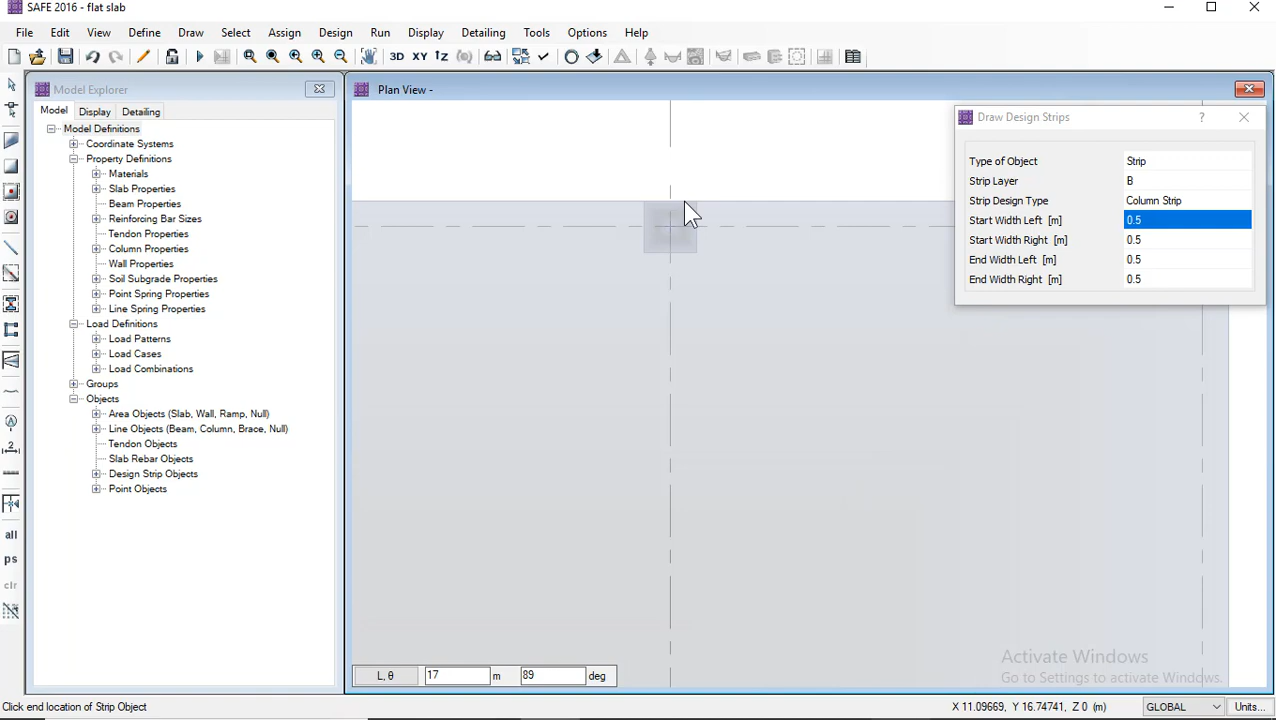 SAFE 2016 - flat slab
File Edit View Define Draw Select Assign Design Run Display Detailing Tools Options Help
3D XY
Model Explorer
Model Display Detailing
Model Definitions
Coordinate Systems
Property Definitions
Materials
Slab Properties
Beam Properties
Reinforcing Bar Sizes
Tendon Properties
Column Properties
Wall Properties
Soil Subgrade Properties
Point Spring Properties
Line Spring Properties
Load Definitions
Load Patterns
Load Cases
Load Combinations
Groups
Objects
Area Objects (Slab, Wall, Ramp, Null)
Line Objects (Beam, Column, Brace, Null)
Tendon Objects
Slab Rebar Objects
Design Strip Objects
Point Objects
all
ps
clr
Plan View -
Draw Design Strips ?
Type of Object Strip
Strip Layer B
Strip Design Type Column Strip
Start Width Left [m] 0.5
Start Width Right [m] 0.5
End Width Left [m] 0.5
End Width Right [m] 0.5
L, θ 17 m 89 deg
Activate Windows
Go to Settings to activate Windows.
Click end location of Strip Object
X 11.09669, Y 16.74741, Z 0 (m) GLOBAL Units...